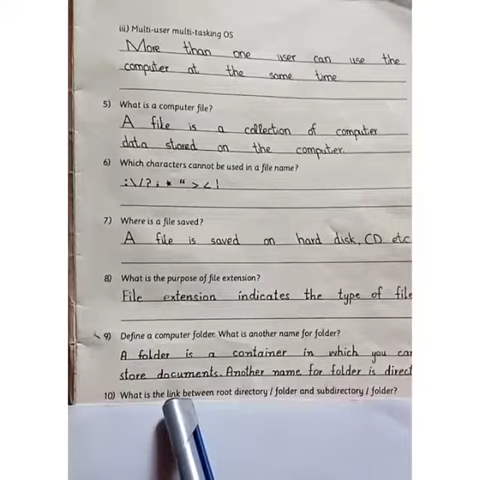 iii) Multi-user multi-tasking OS
More than one user can use the
computer at the same time
5) What is a computer file?
A file is a collection of computer
data stored on the computer.
6) Which characters cannot be used in a file name?
: \ / ? ; * " > < |
7) Where is a file saved?
A file is saved on hard disk, CD etc
8) What is the purpose of file extension?
File extension indicates the type of file
9) Define a computer folder. What is another name for folder?
A folder is a container in which you can
store documents. Another name for folder is direct
10) What is the link between root directory / folder and subdirectory / folder?